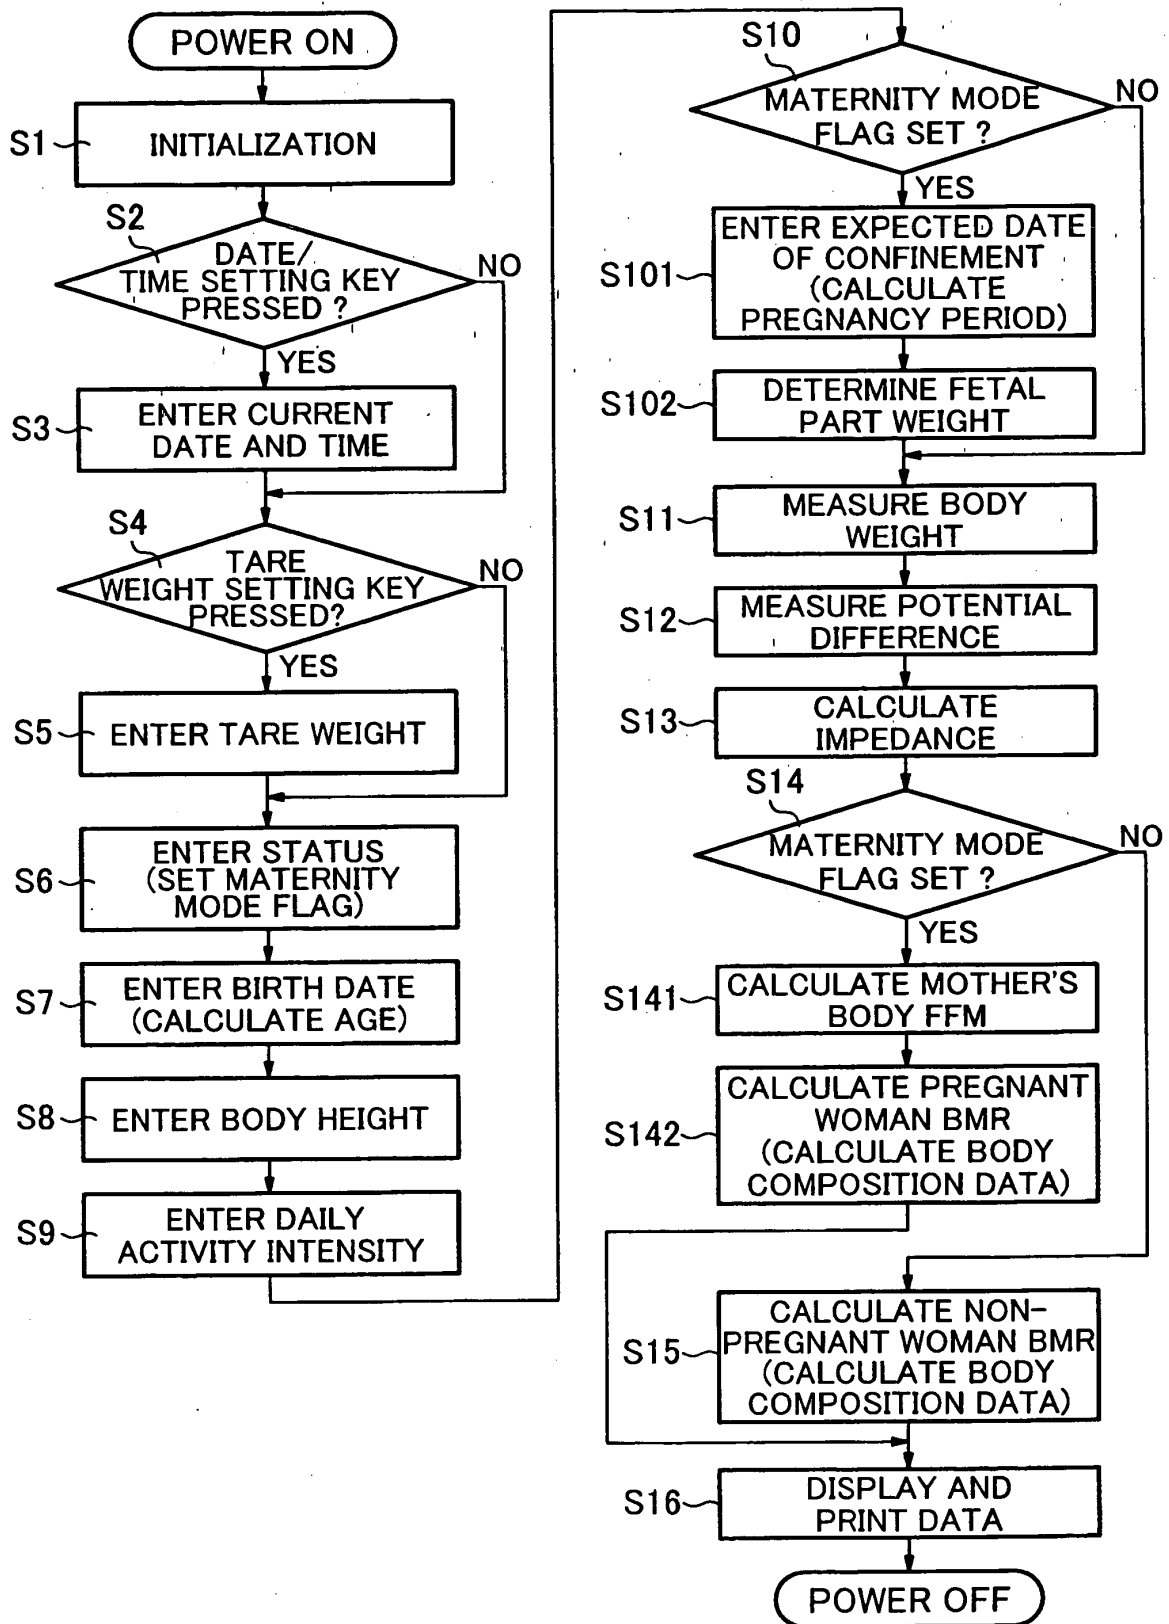 POWER ON
S1
INITIALIZATION
S2
DATE/
TIME SETTING KEY
PRESSED ?
NO
YES
S3
ENTER CURRENT
DATE AND TIME
S4
TARE
WEIGHT SETTING KEY
PRESSED?
NO
YES
S5
ENTER TARE WEIGHT
S6
ENTER STATUS
(SET MATERNITY
MODE FLAG)
S7
ENTER BIRTH DATE
(CALCULATE AGE)
S8
ENTER BODY HEIGHT
S9
ENTER DAILY
ACTIVITY INTENSITY
S10
MATERNITY MODE
FLAG SET ?
NO
YES
S101
ENTER EXPECTED DATE
OF CONFINEMENT
(CALCULATE
PREGNANCY PERIOD)
S102
DETERMINE FETAL
PART WEIGHT
S11
MEASURE BODY
WEIGHT
S12
MEASURE POTENTIAL
DIFFERENCE
S13
CALCULATE
IMPEDANCE
S14
MATERNITY MODE
FLAG SET ?
NO
YES
S141
CALCULATE MOTHER'S
BODY FFM
S142
CALCULATE PREGNANT
WOMAN BMR
(CALCULATE BODY
COMPOSITION DATA)
S15
CALCULATE NON-
PREGNANT WOMAN BMR
(CALCULATE BODY
COMPOSITION DATA)
S16
DISPLAY AND
PRINT DATA
POWER OFF